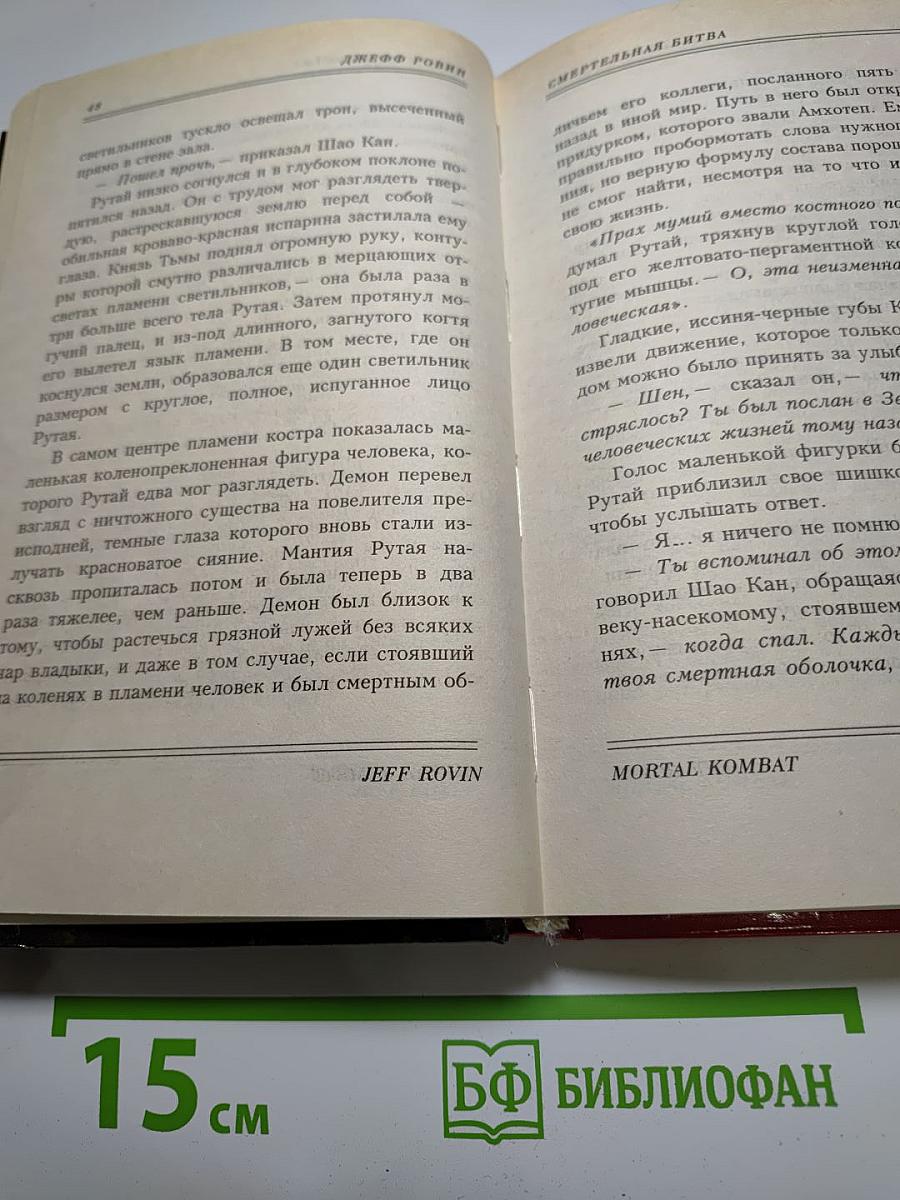 48
ДЖЕФФ РОВИН
светильников тускло освещал трон, высеченный
прямо в стене зала.
— Пошел прочь, — приказал Шао Кан.
Рутай низко согнулся и в глубоком поклоне по-
пятился назад. Он с трудом мог разглядеть твер-
дую, растрескавшуюся землю перед собой —
обильная кроваво-красная испарина застилала ему
глаза. Князь Тьмы поднял огромную руку, конту-
ры которой смутно различались в мерцающих от-
светах пламени светильников, — она была раза в
три больше всего тела Рутая. Затем протянул мо-
гучий палец, и из-под длинного, загнутого когтя
его вылетел язык пламени. В том месте, где он
коснулся земли, образовался еще один светильник
размером с круглое, полное, испуганное лицо
Рутая.
В самом центре пламени костра показалась ма-
ленькая коленопреклоненная фигура человека, ко-
торого Рутай едва мог разглядеть. Демон перевел
взгляд с ничтожного существа на повелителя пре-
исподней, темные глаза которого вновь стали из-
лучать красноватое сияние. Мантия Рутая на-
сквозь пропиталась потом и была теперь в два
раза тяжелее, чем раньше. Демон был близок к
тому, чтобы растечься грязной лужей без всяких
чар владыки, и даже в том случае, если стоявший
на коленях в пламени человек и был смертным об-
JEFF ROVIN
СМЕРТЕЛЬНАЯ БИТВА
личьем его коллеги, посланного пять
назад в иной мир. Путь в него был откр
придурком, которого звали Амхотеп. Е
правильно пробормотать слова нужног
ния, но верную формулу состава порош
не смог найти, несмотря на то что и
свою жизнь.
«Прах мумий вместо костного по
думал Рутай, тряхнув круглой голо
под его желтовато-пергаментной ко
тугие мышцы. — О, эта неизменна
ловеческая».
Гладкие, иссиня-черные губы К
извели движение, которое только
дом можно было принять за улыб
— Шен, — сказал он, — чт
стряслось? Ты был послан в Зе
человеческих жизней тому наза
Голос маленькой фигурки б
Рутай приблизил свое шишко
чтобы услышать ответ.
— Я... я ничего не помню
— Ты вспоминал об этом
говорил Шао Кан, обращаяс
веку-насекомому, стоявшем
нях, — когда спал. Кажды
твоя смертная оболочка,
MORTAL KOMBAT
15 см
БФ БИБЛИОФАН